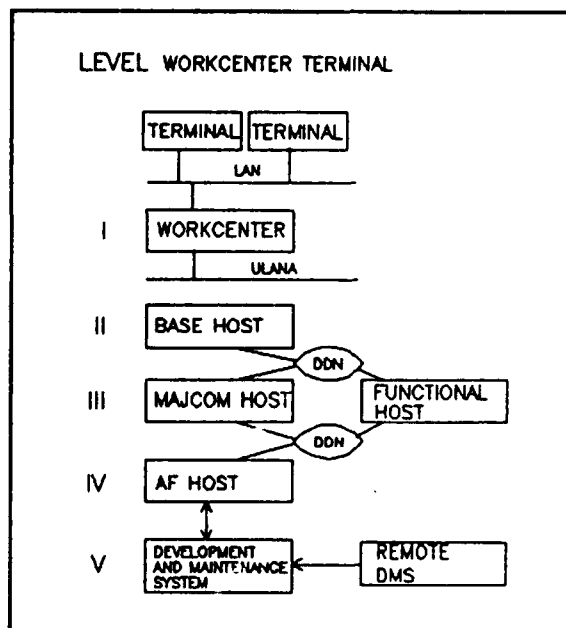 LEVEL WORKCENTER TERMINAL
TERMINAL TERMINAL
LAN
I WORKCENTER
ULANA
II BASE HOST
DDN
III MAJCOM HOST FUNCTIONAL
HOST
DDN
IV AF HOST
V DEVELOPMENT
AND MAINTENANCE
SYSTEM
REMOTE
DMS